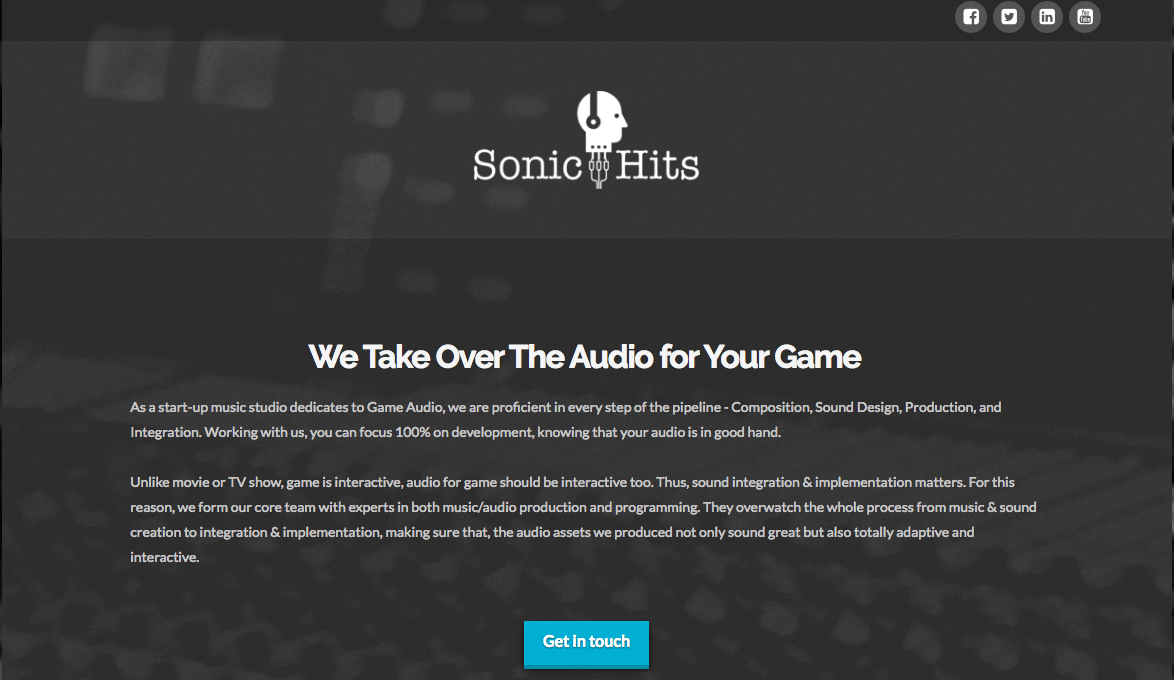 You Tube
Sonic Hits
We Take Over The Audio for Your Game
As a start-up music studio dedicates to Game Audio, we are proficient in every step of the pipeline - Composition, Sound Design, Production, and
Integration. Working with us, you can focus 100% on development, knowing that your audio is in good hand.
Unlike movie or TV show, game is interactive, audio for game should be interactive too. Thus, sound integration & implementation matters. For this
reason, we form our core team with experts in both music/audio production and programming. They overwatch the whole process from music & sound
creation to integration & implementation, making sure that, the audio assets we produced not only sound great but also totally adaptive and
interactive.
Get in touch